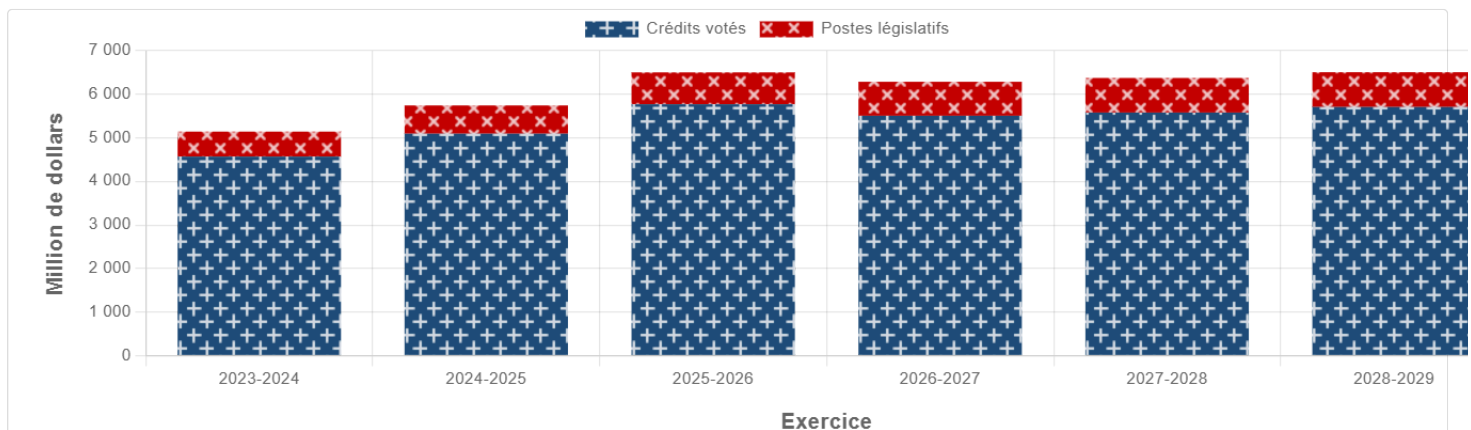 Crédits votés Postes législatifs
7 000
6 000
5 000
4 000
3 000
2 000
1 000
0
Million de dollars
2023-2024 2024-2025 2025-2026 2026-2027 2027-2028 2028-2029
Exercice